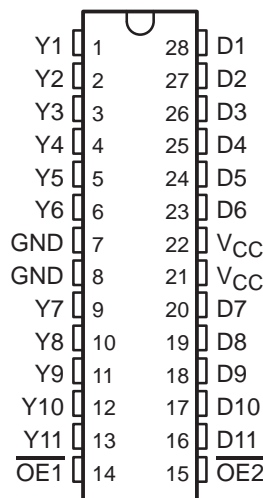 Y1 1 28 D1
Y2 2 27 D2
Y3 3 26 D3
Y4 4 25 D4
Y5 5 24 D5
Y6 6 23 D6
GND 7 22 VCC
GND 8 21 VCC
Y7 9 20 D7
Y8 10 19 D8
Y9 11 18 D9
Y10 12 17 D10
Y11 13 16 D11
O̅E̅1̅ 14 15 O̅E̅2̅